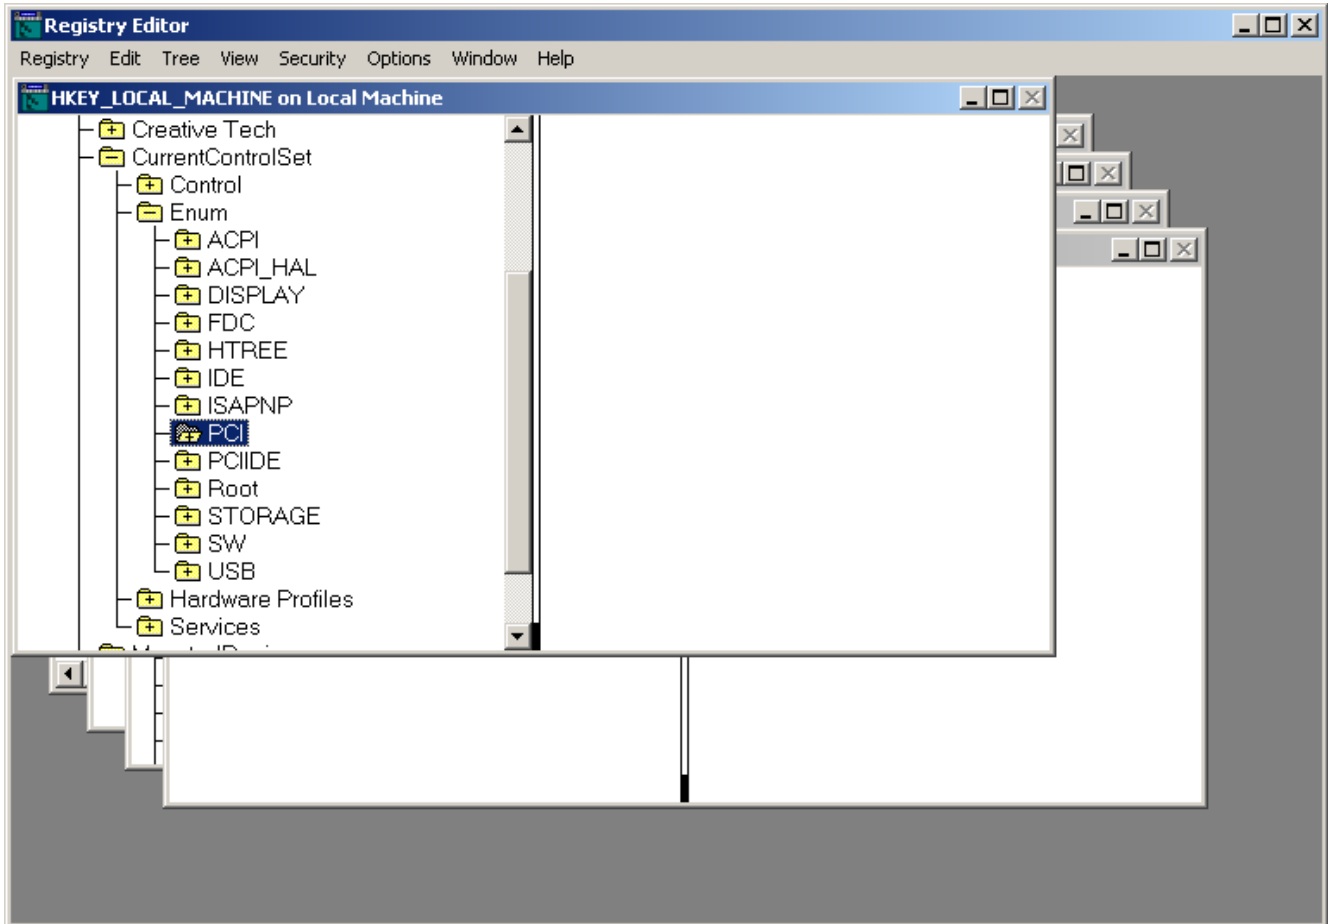 Registry Editor
Registry Edit Tree View Security Options Window Help
HKEY_LOCAL_MACHINE on Local Machine
Creative Tech
CurrentControlSet
Control
Enum
ACPI
ACPI_HAL
DISPLAY
FDC
HTREE
IDE
ISAPNP
PCI
PCIIDE
Root
STORAGE
SW
USB
Hardware Profiles
Services